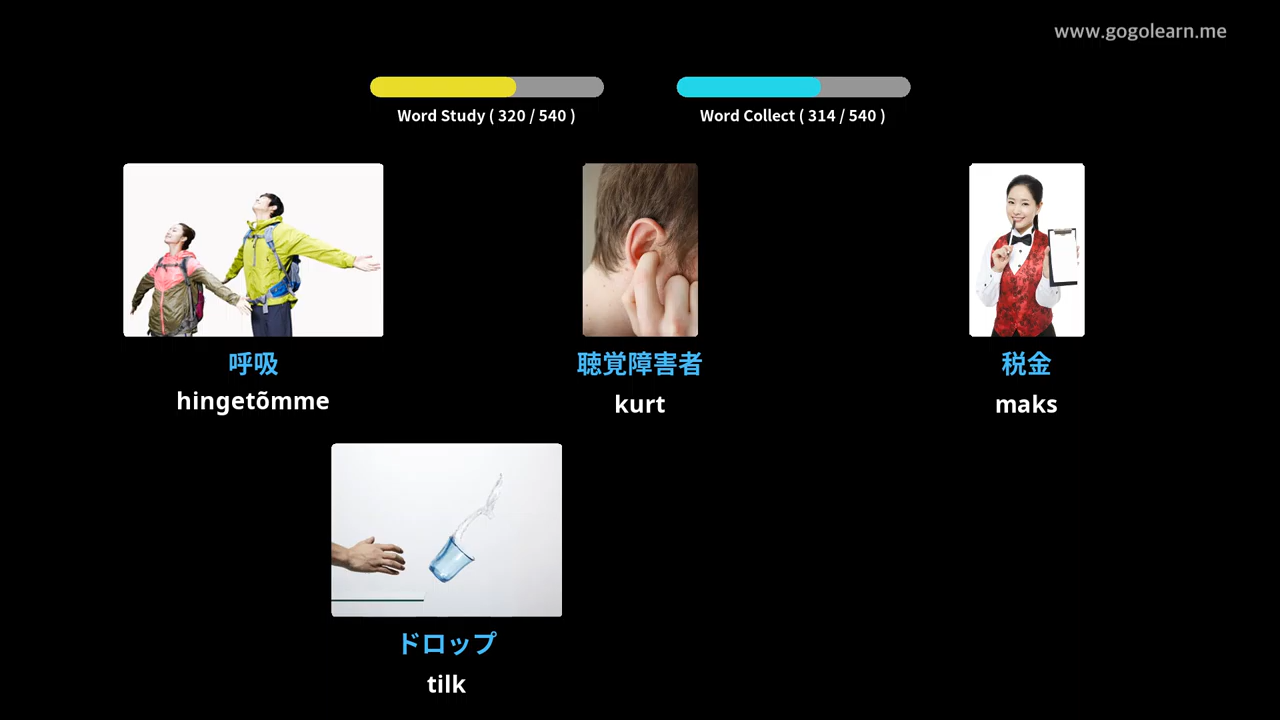 www.gogolearn.me
Word Study ( 320 / 540 )
Word Collect ( 314 / 540 )
呼吸
hingetõmme
聴覚障害者
kurt
税金
maks
ドロップ
tilk